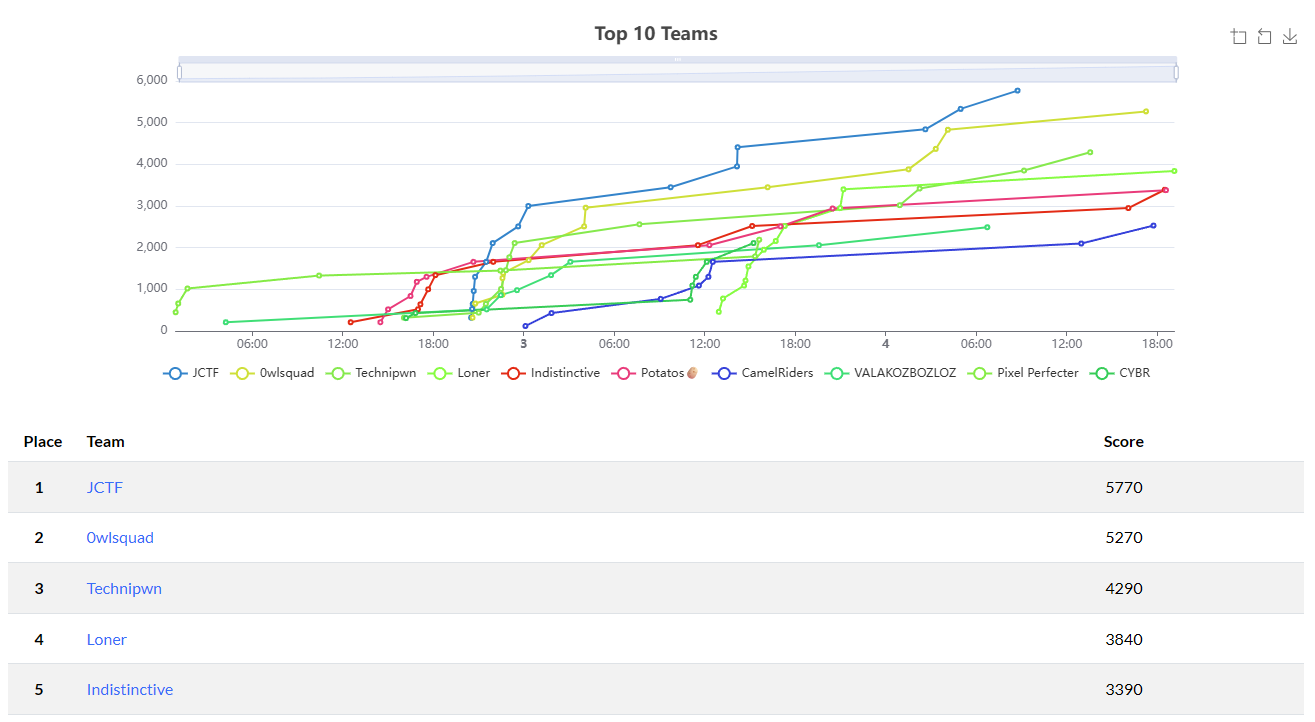 Top 10 Teams
6,000
5,000
4,000
3,000
2,000
1,000
0
06:00 12:00 18:00 3 06:00 12:00 18:00 4 06:00 12:00 18:00
JCTF 0wlsquad Technipwn Loner Indistinctive Potatos🥔 CamelRiders VALAKOZBOZLOZ Pixel Perfecter CYBR
Place Team Score
1 JCTF 5770
2 0wlsquad 5270
3 Technipwn 4290
4 Loner 3840
5 Indistinctive 3390